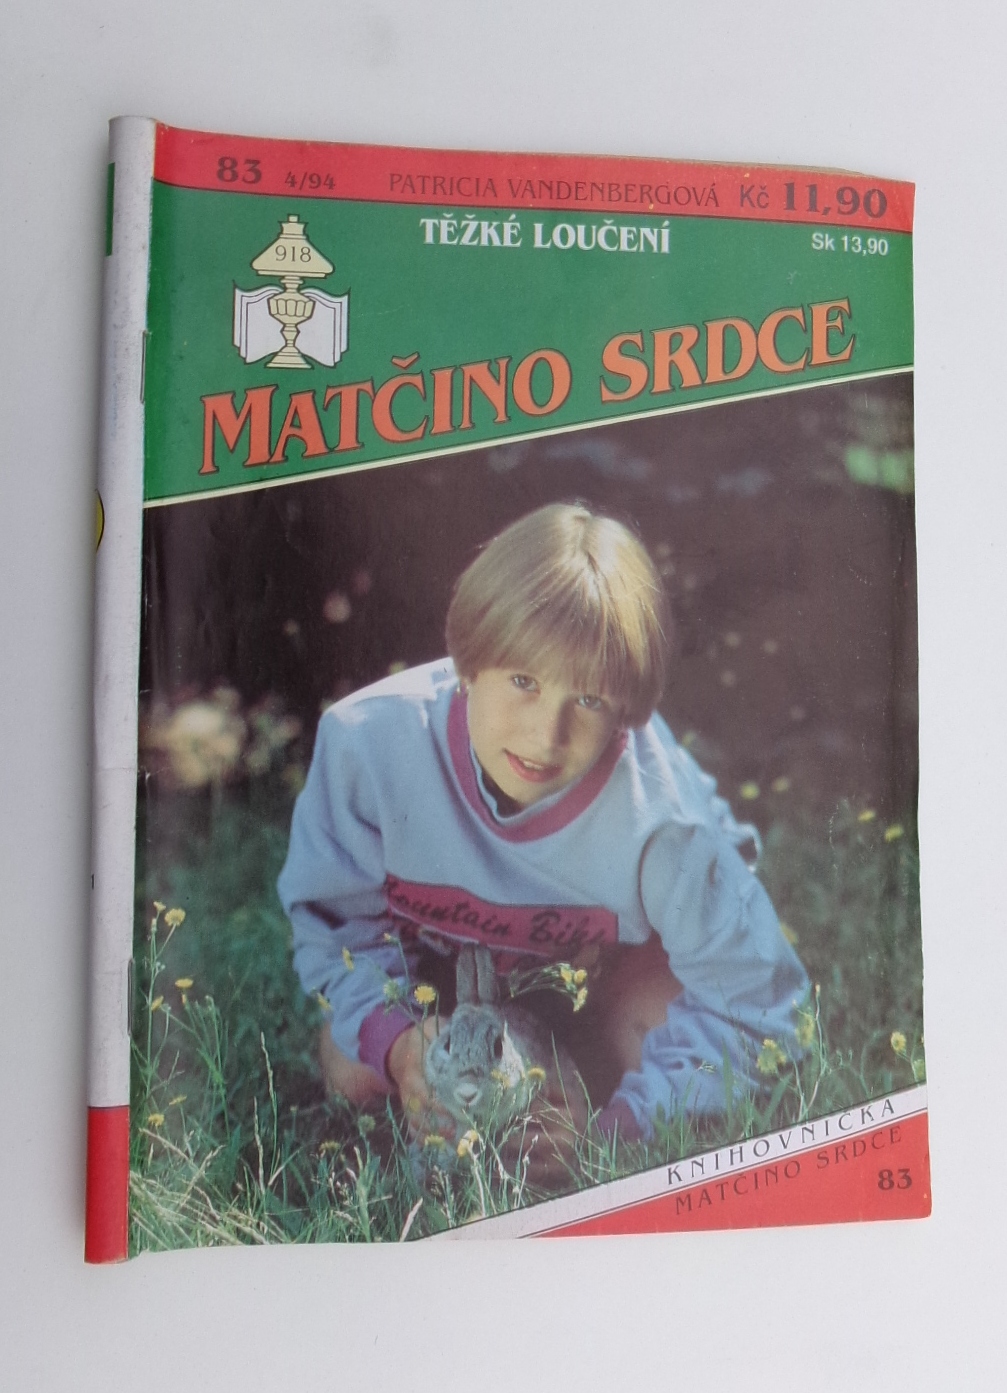 83 4/94 PATRICIA VANDENBERGOVÁ Kč 11,90
TĚŽKÉ LOUČENÍ
Sk 13,90
918
MATČINO SRDCE
Mountain Bik
KNIHOVNIČKA
MATČINO SRDCE
83